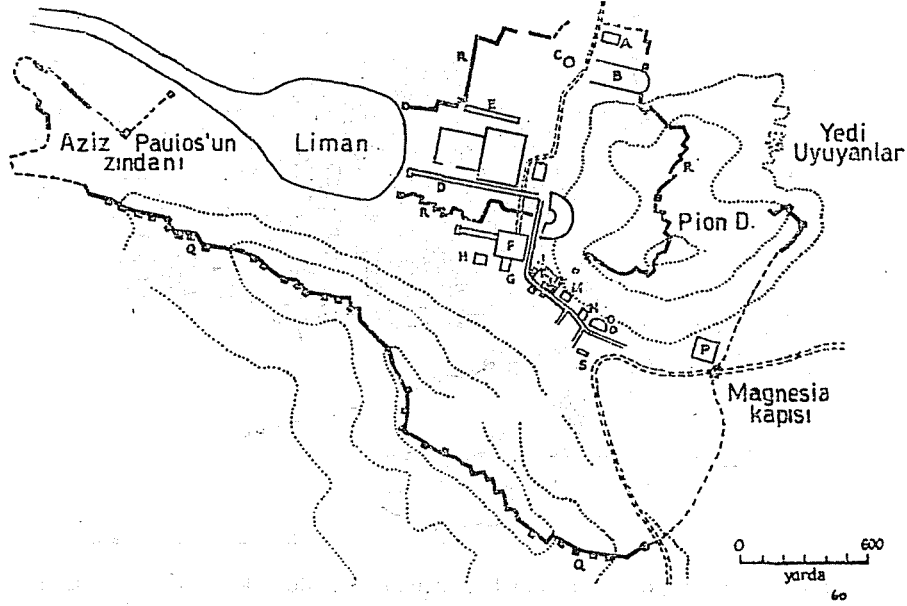 A
C
B
R
E
Aziz Paulos'un
zındanı
Liman
Yedi
Uyuyanlar
R
D
R
Pion D.
F
H
G
Q
M
N
O
P
S
Magnesia
kapısı
Q
0 600
yarda
60